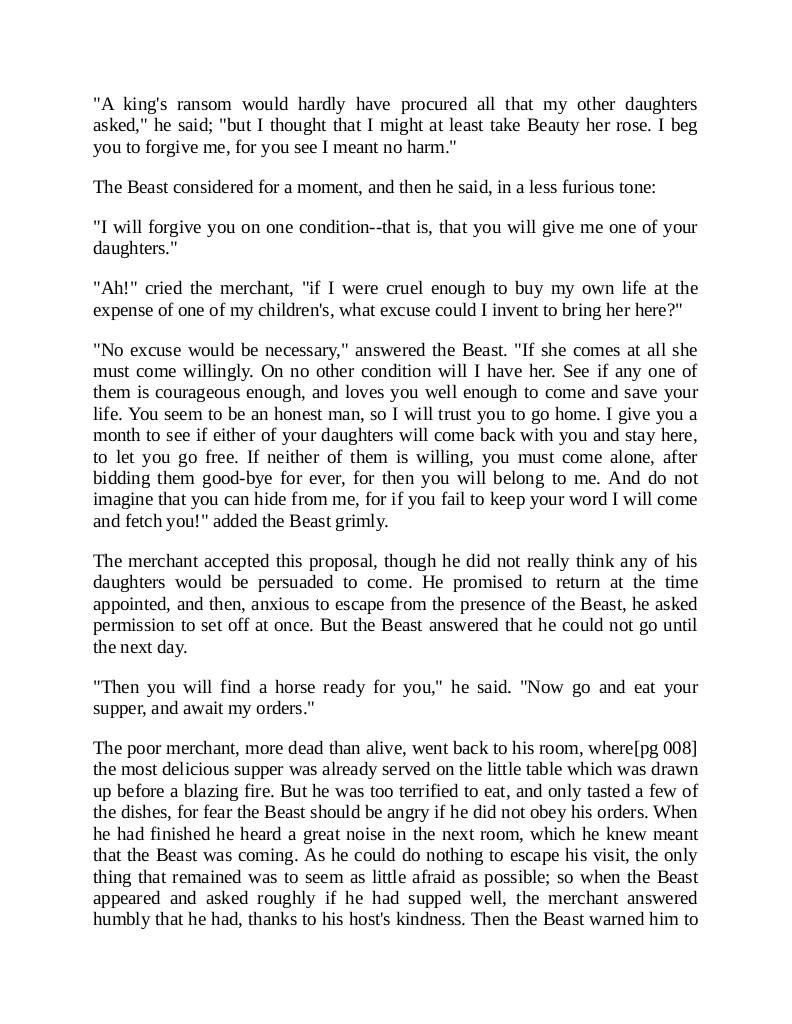 "A king's ransom would hardly have procured all that my other daughters
asked," he said; "but I thought that I might at least take Beauty her rose. I beg
you to forgive me, for you see I meant no harm."
The Beast considered for a moment, and then he said, in a less furious tone:
"I will forgive you on one condition--that is, that you will give me one of your
daughters."
"Ah!" cried the merchant, "if I were cruel enough to buy my own life at the
expense of one of my children's, what excuse could I invent to bring her here?"
"No excuse would be necessary," answered the Beast. "If she comes at all she
must come willingly. On no other condition will I have her. See if any one of
them is courageous enough, and loves you well enough to come and save your
life. You seem to be an honest man, so I will trust you to go home. I give you a
month to see if either of your daughters will come back with you and stay here,
to let you go free. If neither of them is willing, you must come alone, after
bidding them good-bye for ever, for then you will belong to me. And do not
imagine that you can hide from me, for if you fail to keep your word I will come
and fetch you!" added the Beast grimly.
The merchant accepted this proposal, though he did not really think any of his
daughters would be persuaded to come. He promised to return at the time
appointed, and then, anxious to escape from the presence of the Beast, he asked
permission to set off at once. But the Beast answered that he could not go until
the next day.
"Then you will find a horse ready for you," he said. "Now go and eat your
supper, and await my orders."
The poor merchant, more dead than alive, went back to his room, where[pg 008]
the most delicious supper was already served on the little table which was drawn
up before a blazing fire. But he was too terrified to eat, and only tasted a few of
the dishes, for fear the Beast should be angry if he did not obey his orders. When
he had finished he heard a great noise in the next room, which he knew meant
that the Beast was coming. As he could do nothing to escape his visit, the only
thing that remained was to seem as little afraid as possible; so when the Beast
appeared and asked roughly if he had supped well, the merchant answered
humbly that he had, thanks to his host's kindness. Then the Beast warned him to